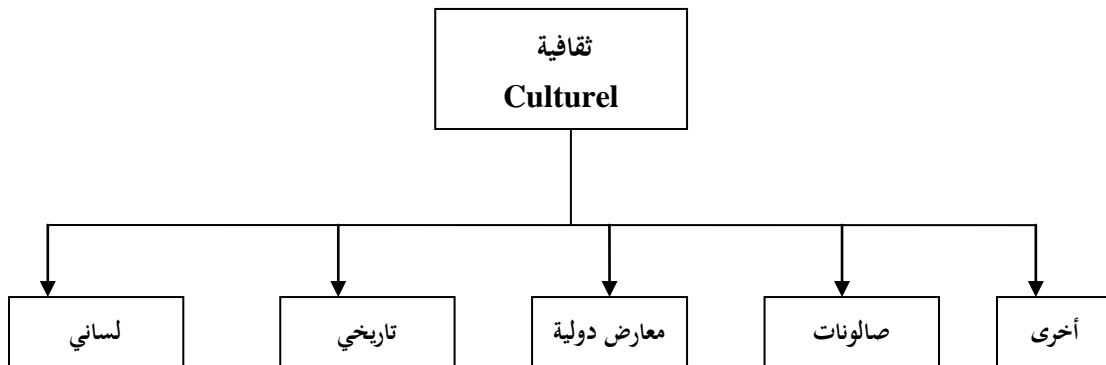 ثقافية
Culturel
أخرى
صالونات
معارض دولية
تاريخي
لساني